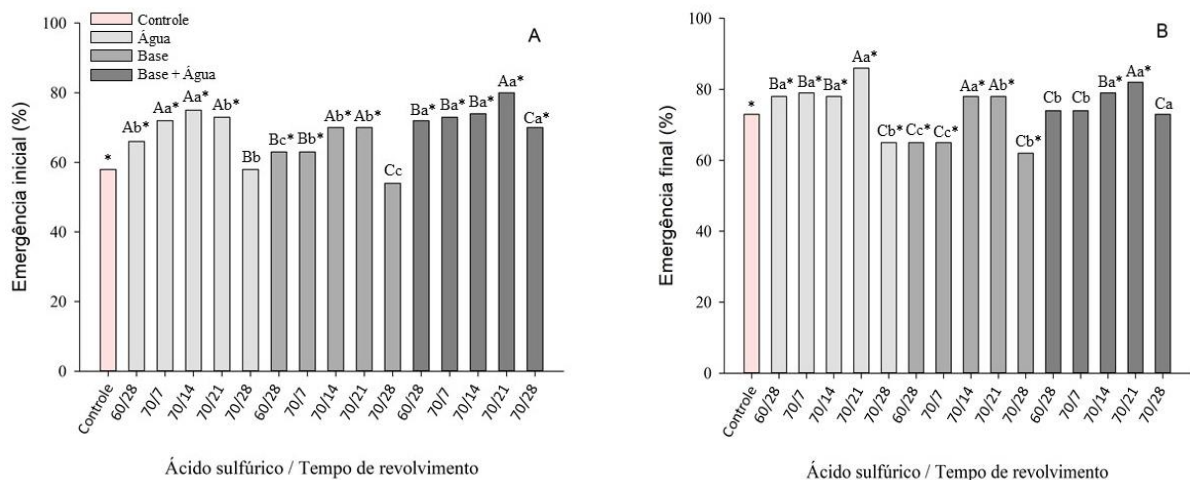 A
Controle
Água
Base
Base + Água
Emergência inicial (%)
100
80
60
40
20
0
* Ab* Aa* Aa* Ab* Bb Bc* Bb* Ab* Ab* Cc Ba* Ba* Ba* Aa* Ca*
Controle 60/28 70/7 70/14 70/21 70/28 60/28 70/7 70/14 70/21 70/28 60/28 70/7 70/14 70/21 70/28
Ácido sulfúrico / Tempo de revolvimento
B
Emergência final (%)
100
80
60
40
20
0
* Ba* Ba* Ba* Aa* Cb* Cc* Cc* Aa* Ab* Cb* Cb Cb Ba* Aa* Ca
Controle 60/28 70/7 70/14 70/21 70/28 60/28 70/7 70/14 70/21 70/28 60/28 70/7 70/14 70/21 70/28
Ácido sulfúrico / Tempo de revolvimento